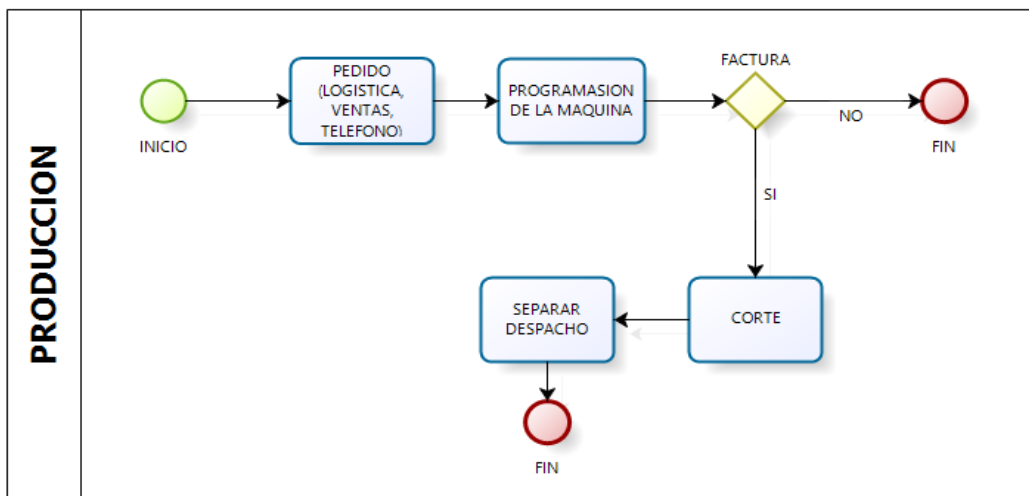 PRODUCCION
INICIO
PEDIDO
(LOGISTICA,
VENTAS,
TELEFONO)
PROGRAMASION
DE LA MAQUINA
FACTURA
NO
FIN
SI
CORTE
SEPARAR
DESPACHO
FIN